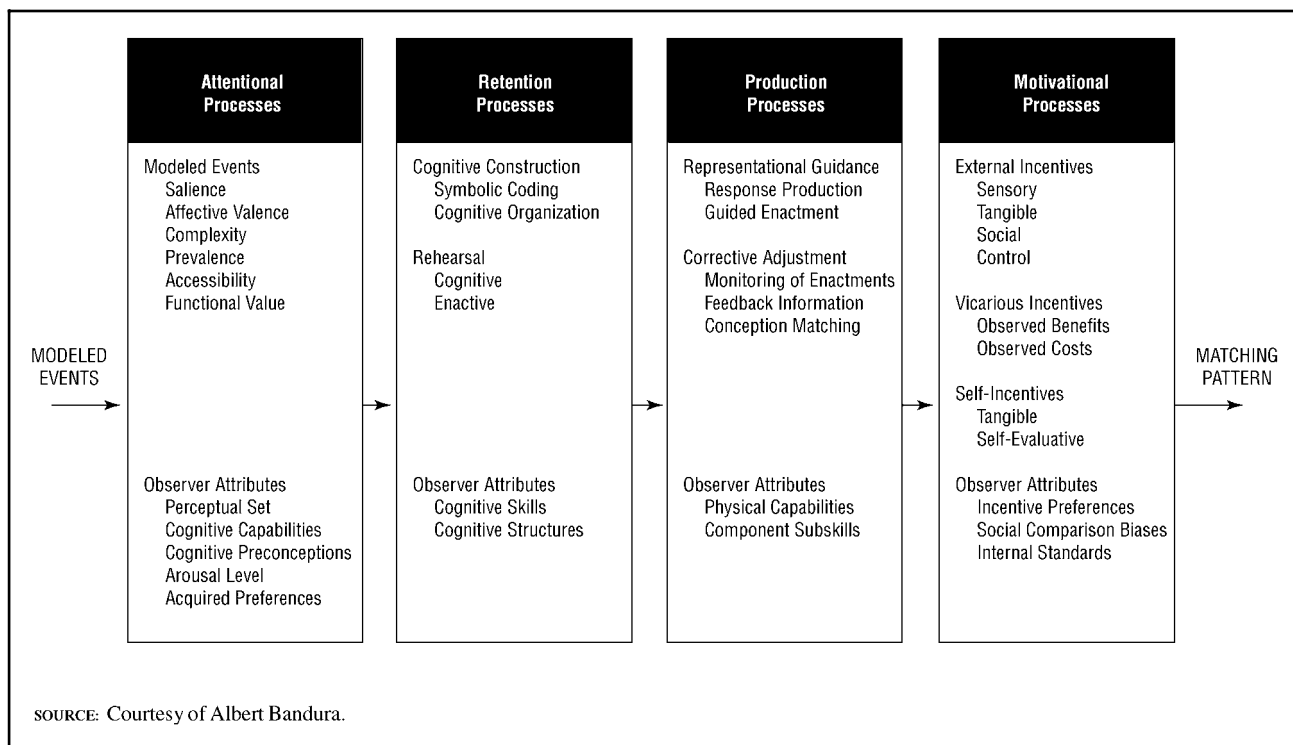 Attentional
Processes
Modeled Events
Salience
Affective Valence
Complexity
Prevalence
Accessibility
Functional Value
Observer Attributes
Perceptual Set
Cognitive Capabilities
Cognitive Preconceptions
Arousal Level
Acquired Preferences
Retention
Processes
Cognitive Construction
Symbolic Coding
Cognitive Organization
Rehearsal
Cognitive
Enactive
Observer Attributes
Cognitive Skills
Cognitive Structures
Production
Processes
Representational Guidance
Response Production
Guided Enactment
Corrective Adjustment
Monitoring of Enactments
Feedback Information
Conception Matching
Observer Attributes
Physical Capabilities
Component Subskills
Motivational
Processes
External Incentives
Sensory
Tangible
Social
Control
Vicarious Incentives
Observed Benefits
Observed Costs
Self-Incentives
Tangible
Self-Evaluative
Observer Attributes
Incentive Preferences
Social Comparison Biases
Internal Standards
MODELED
EVENTS
MATCHING
PATTERN
SOURCE: Courtesy of Albert Bandura.